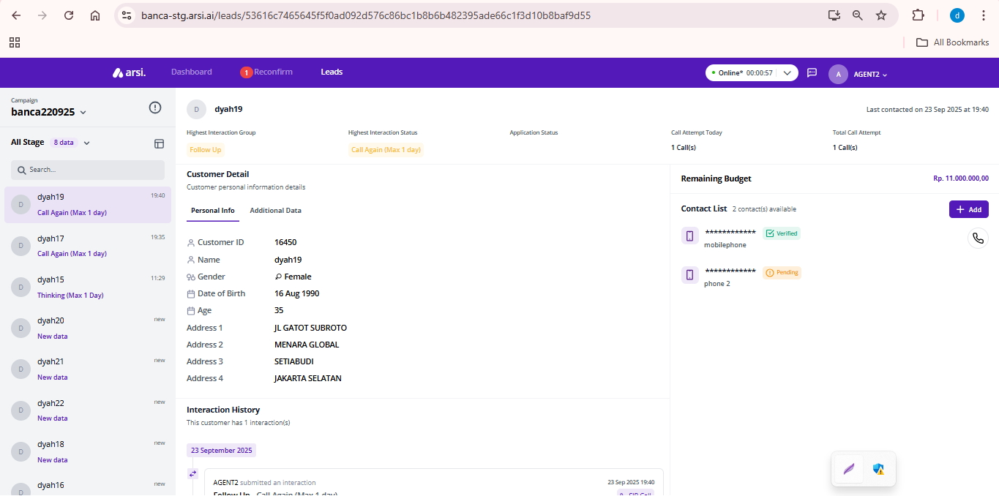 banca-stg.arsi.ai/leads/53616c7465645f5f0ad092d576c86bc1b8b6b482395ade66c1f3d10b8baf9d55
d
All Bookmarks
arsi.
Dashboard
1 Reconfirm
Leads
Online* 00:00:57
A
AGENT2
Campaign
banca220925
All Stage 8 data
Search...
D
dyah19
19:40
Call Again (Max 1 day)
D
dyah17
19:35
Call Again (Max 1 day)
D
dyah15
11:29
Thinking (Max 1 Day)
D
dyah20
new
New data
D
dyah21
new
New data
D
dyah22
new
New data
D
dyah18
new
New data
D
dyah16
new
D
dyah19
Last contacted on 23 Sep 2025 at 19:40
Highest Interaction Group
Follow Up
Highest Interaction Status
Call Again (Max 1 day)
Application Status
Call Attempt Today
1 Call(s)
Total Call Attempt
1 Call(s)
Customer Detail
Customer personal information details
Personal Info
Additional Data
Customer ID 16450
Name dyah19
Gender Female
Date of Birth 16 Aug 1990
Age 35
Address 1 JL GATOT SUBROTO
Address 2 MENARA GLOBAL
Address 3 SETIABUDI
Address 4 JAKARTA SELATAN
Interaction History
This customer has 1 interaction(s)
23 September 2025
AGENT2 submitted an interaction
23 Sep 2025 19:40
Follow Up - Call Again (Max 1 day)
Remaining Budget
Rp. 11.000.000,00
Contact List 2 contact(s) available
+ Add
************ Verified
mobilephone
************ Pending
phone 2